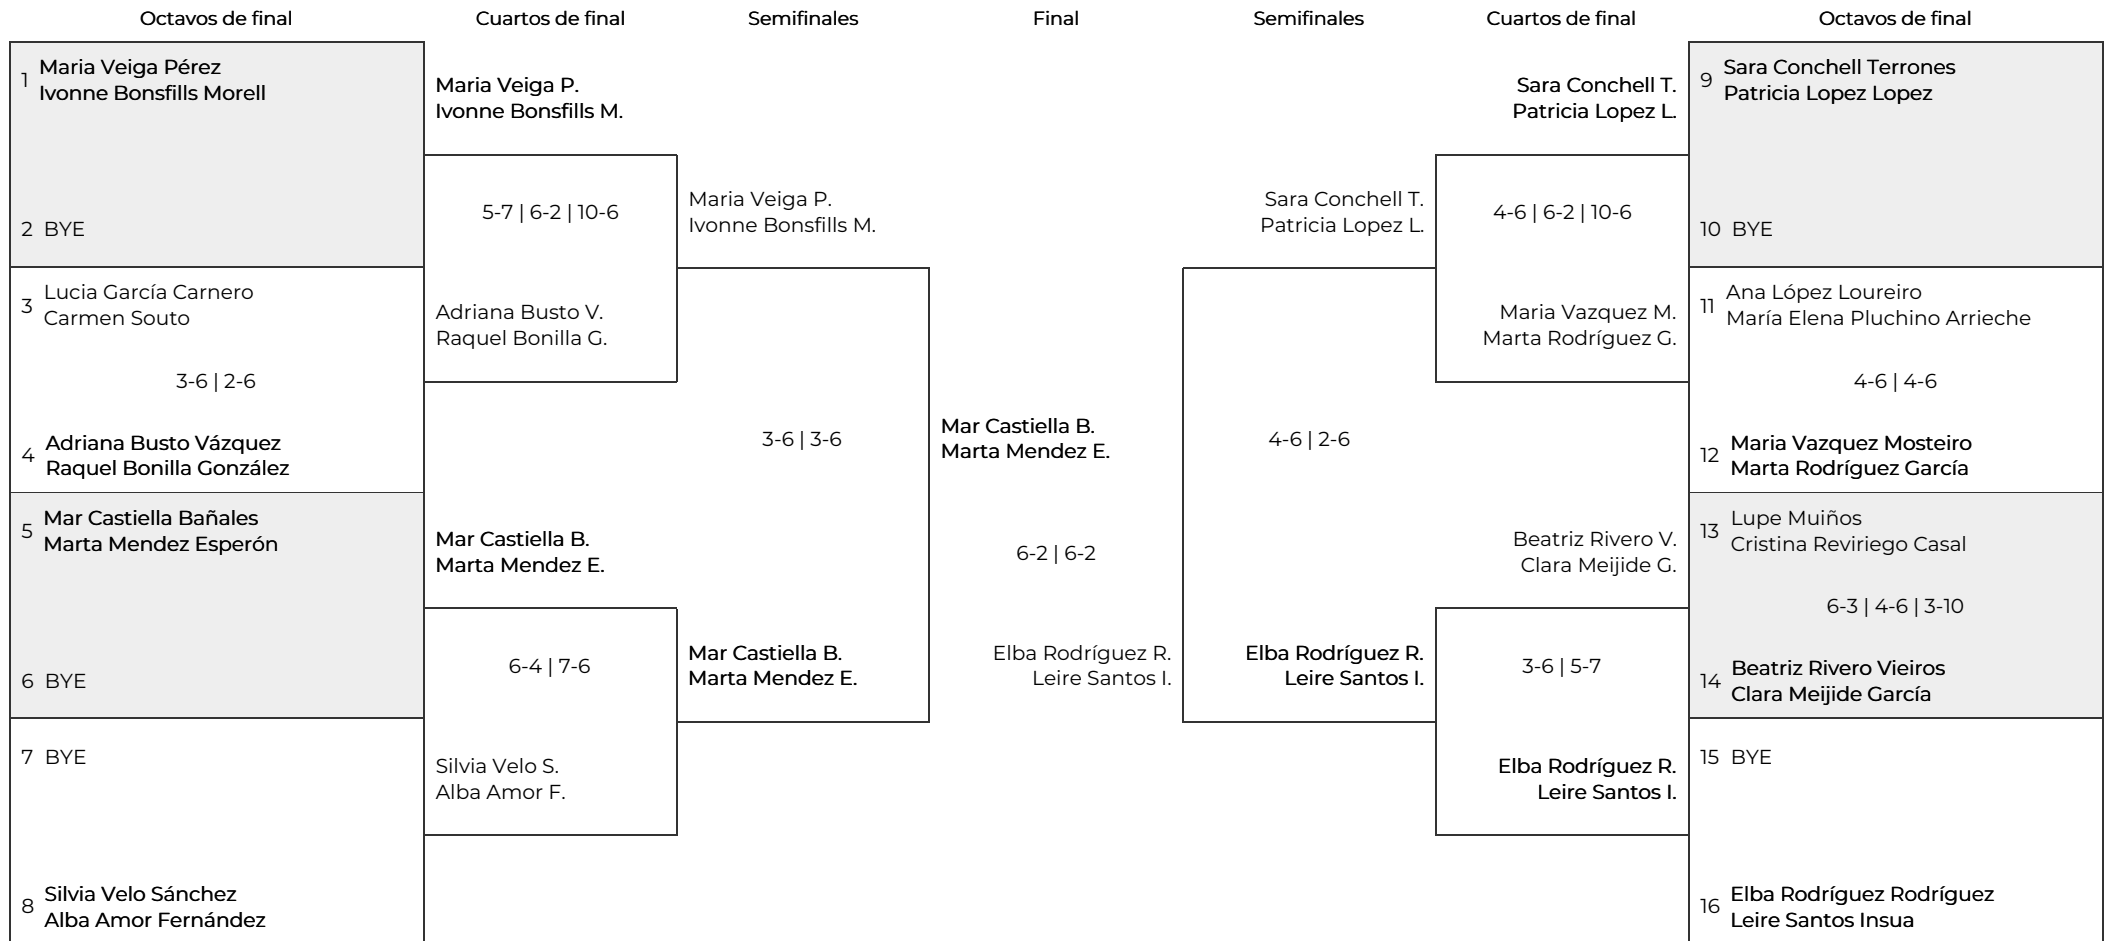 Octavos de final
Cuartos de final
Semifinales
Final
Semifinales
Cuartos de final
Octavos de final
1 Maria Veiga Pérez
Ivonne Bonsfills Morell
2 BYE
3 Lucia García Carnero
Carmen Souto
3-6 | 2-6
4 Adriana Busto Vázquez
Raquel Bonilla González
5 Mar Castiella Bañales
Marta Mendez Esperón
6 BYE
7 BYE
8 Silvia Velo Sánchez
Alba Amor Fernández
Maria Veiga P.
Ivonne Bonsfills M.
5-7 | 6-2 | 10-6
Adriana Busto V.
Raquel Bonilla G.
Mar Castiella B.
Marta Mendez E.
6-4 | 7-6
Silvia Velo S.
Alba Amor F.
Maria Veiga P.
Ivonne Bonsfills M.
3-6 | 3-6
Mar Castiella B.
Marta Mendez E.
Mar Castiella B.
Marta Mendez E.
6-2 | 6-2
Elba Rodríguez R.
Leire Santos I.
Sara Conchell T.
Patricia Lopez L.
4-6 | 2-6
Elba Rodríguez R.
Leire Santos I.
Sara Conchell T.
Patricia Lopez L.
4-6 | 6-2 | 10-6
Maria Vazquez M.
Marta Rodríguez G.
Beatriz Rivero V.
Clara Meijide G.
3-6 | 5-7
Elba Rodríguez R.
Leire Santos I.
9 Sara Conchell Terrones
Patricia Lopez Lopez
10 BYE
11 Ana López Loureiro
María Elena Pluchino Arrieche
4-6 | 4-6
12 Maria Vazquez Mosteiro
Marta Rodríguez García
13 Lupe Muiños
Cristina Reviriego Casal
6-3 | 4-6 | 3-10
14 Beatriz Rivero Vieiros
Clara Meijide García
15 BYE
16 Elba Rodríguez Rodríguez
Leire Santos Insua